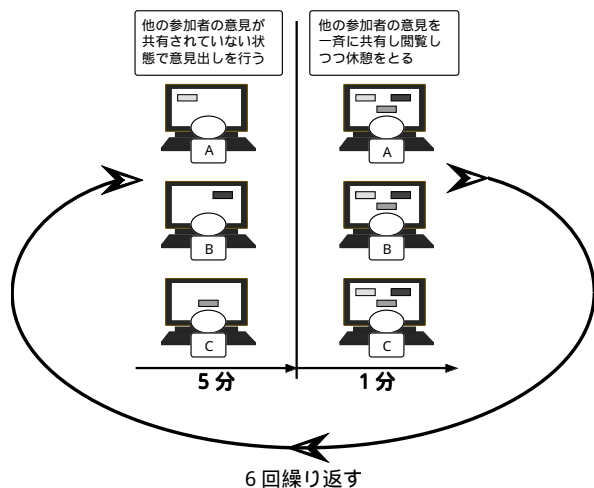 他の参加者の意見が
共有されていない状
態で意見出しを行う
他の参加者の意見を
一斉に共有し閲覧し
つつ休憩をとる
A
A
B
B
C
C
5 分
1 分
6 回繰り返す